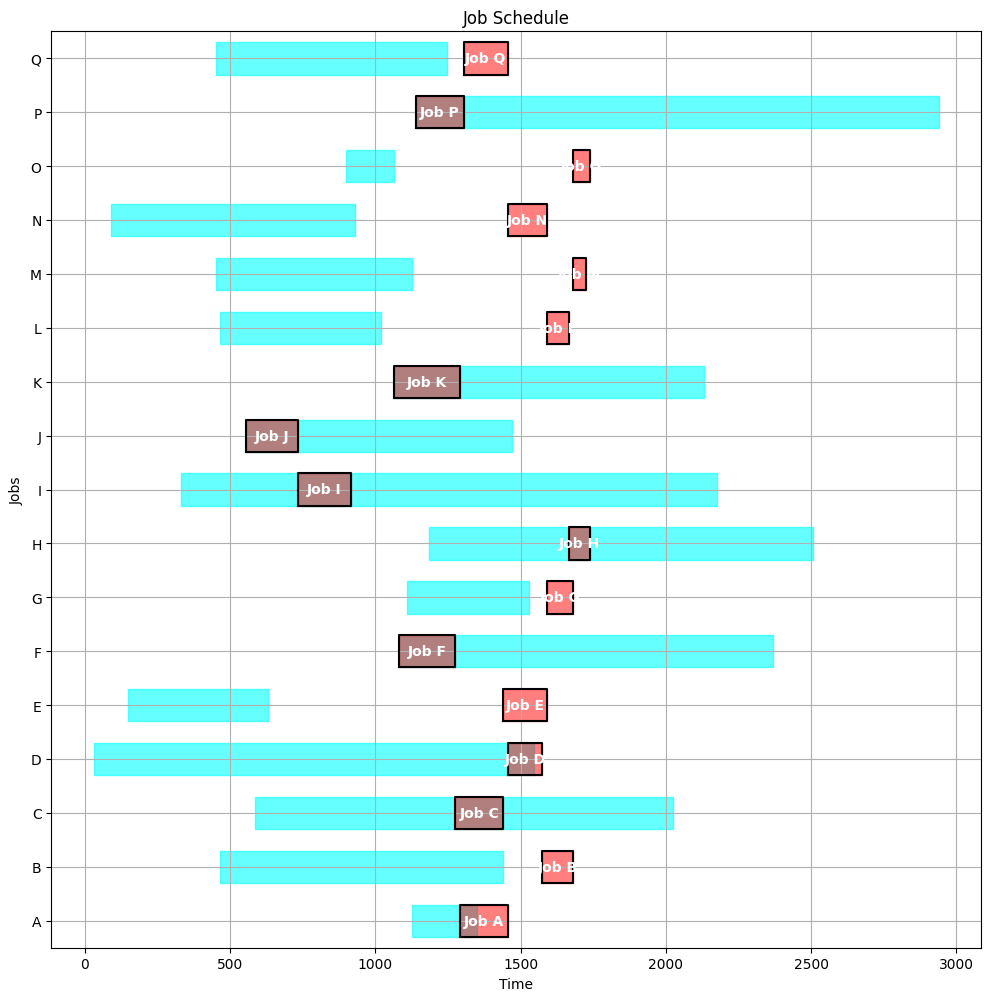 Job Schedule
Q
Job Q
P
Job P
O
N
Job N
M
L
K
Job K
J
Job J
I
Job I
H
Job H
G
F
Job F
E
Job E
D
Job D
C
Job C
B
Job B
A
Job A
Jobs
0 500 1000 1500 2000 2500 3000
Time